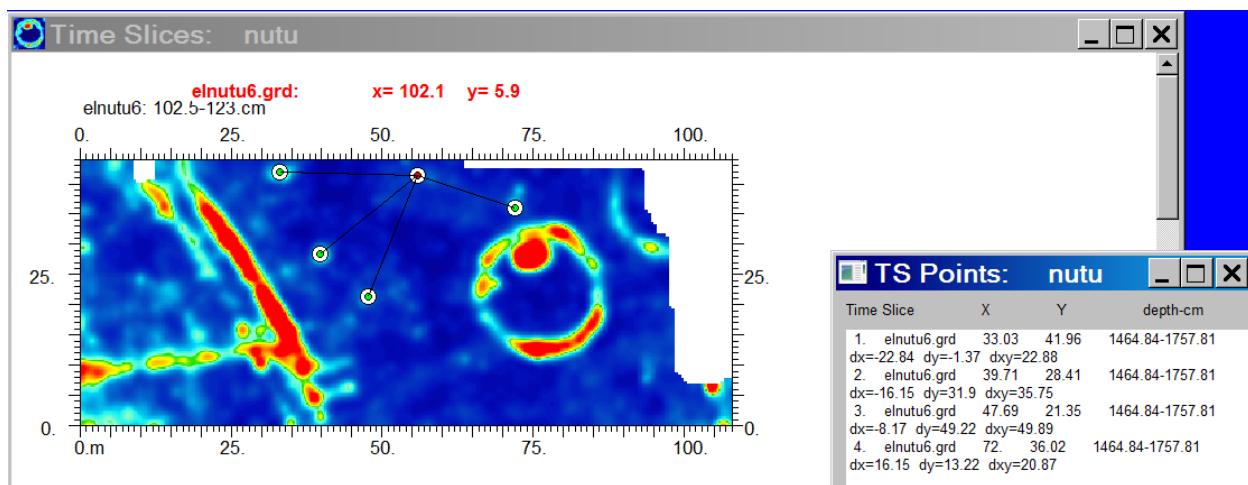 Time Slices: nutu
elnutu6.grd: x= 102.1 y= 5.9
elnutu6: 102.5-123.cm
0. 25. 50. 75. 100.
25. 25.
0. 0.
0.m 25. 50. 75. 100.
TS Points: nutu
Time Slice X Y depth-cm
1. elnutu6.grd 33.03 41.96 1464.84-1757.81
dx=-22.84 dy=-1.37 dxy=22.88
2. elnutu6.grd 39.71 28.41 1464.84-1757.81
dx=-16.15 dy=31.9 dxy=35.75
3. elnutu6.grd 47.69 21.35 1464.84-1757.81
dx=-8.17 dy=49.22 dxy=49.89
4. elnutu6.grd 72. 36.02 1464.84-1757.81
dx=16.15 dy=13.22 dxy=20.87